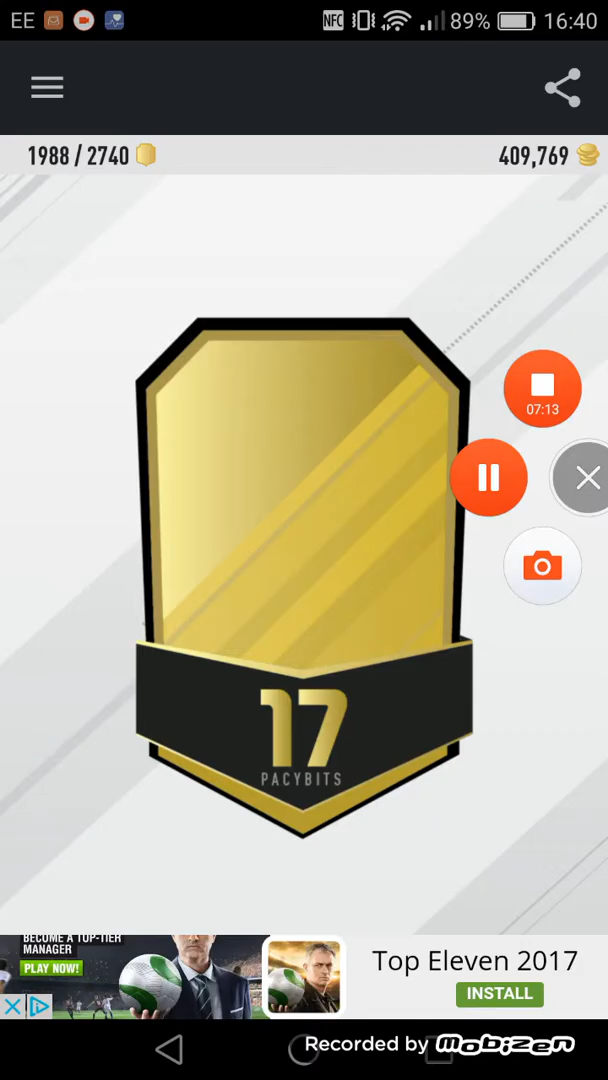 EE NFC 89% 16:40
1988 / 2740 409,769
07:13
17
PACYBITS
BECOME A TOP-TIER
MANAGER
PLAY NOW!
Top Eleven 2017
INSTALL
Recorded by mobizen